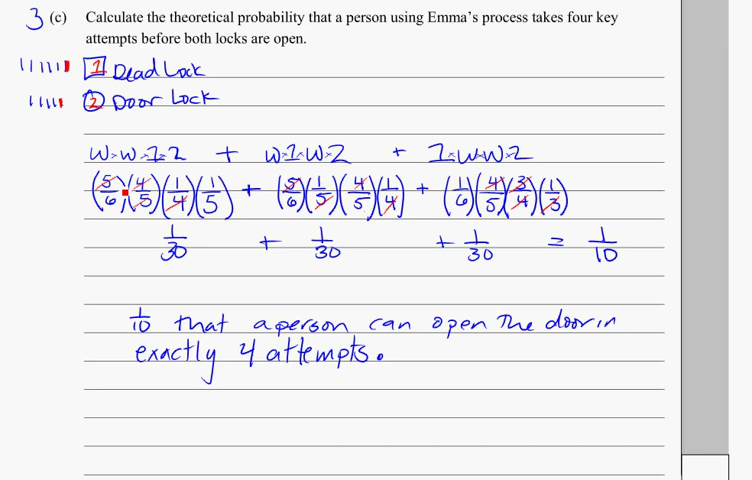 3 (c) Calculate the theoretical probability that a person using Emma's process takes four key
attempts before both locks are open.
1 Dead Lock
2 Door Lock
W×W×1×2 + W×1×W×2 + 1×W×W×2
(5/6)(4/5)(1/4)(1/5) + (5/6)(1/5)(4/5)(1/4) + (1/6)(4/5)(3/4)(1/3)
1/30 + 1/30 + 1/30 = 1/10
1/10 that a person can open the door in
exactly 4 attempts.